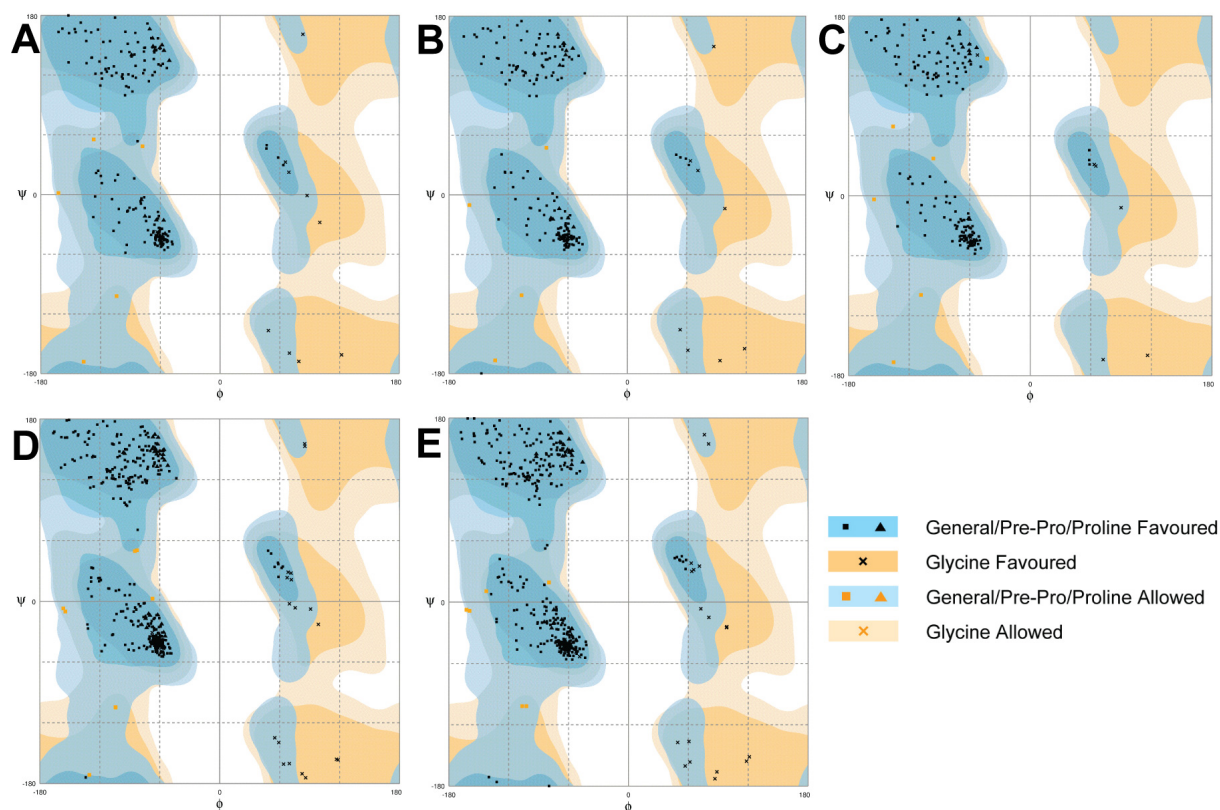 A
180
ψ
0
-180
-180
0
180
ϕ
B
180
0
-180
-180
0
180
ϕ
C
180
ψ
0
-180
-180
0
180
ϕ
D
180
ψ
0
-180
-180
0
180
ϕ
E
180
ψ
0
-180
-180
0
180
ϕ
General/Pre-Pro/Proline Favoured
Glycine Favoured
General/Pre-Pro/Proline Allowed
Glycine Allowed